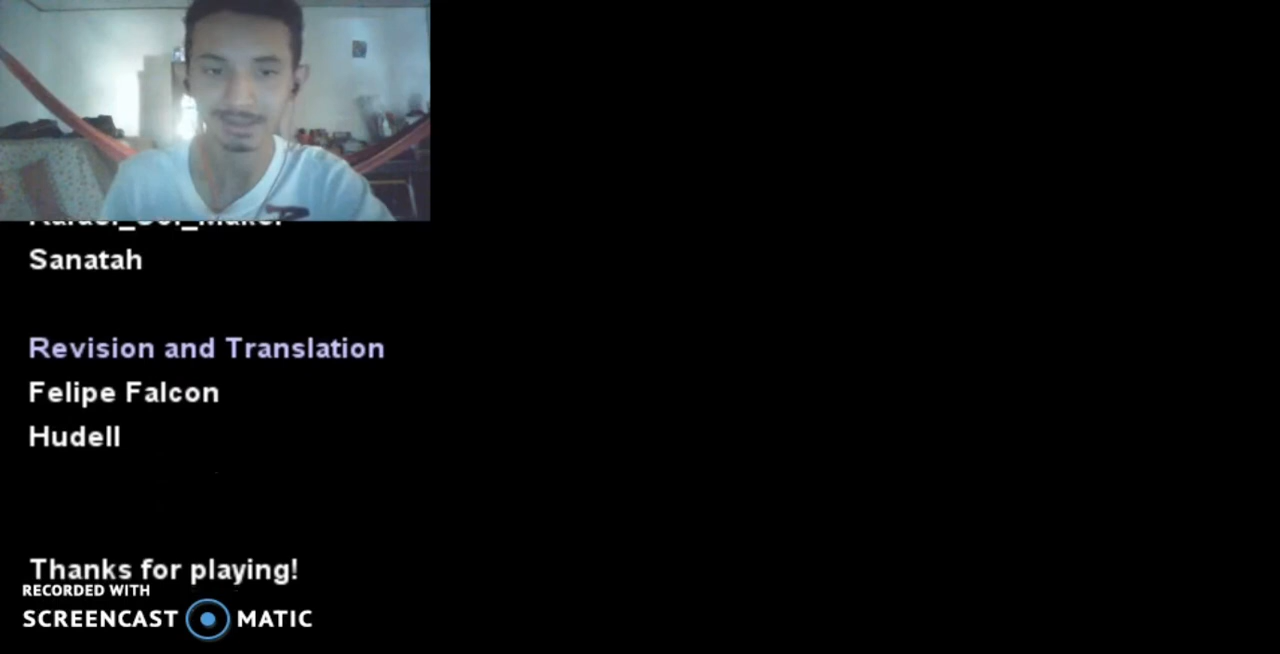 Sanatah
Revision and Translation
Felipe Falcon
Hudell
Thanks for playing!
RECORDED WITH
SCREENCAST MATIC